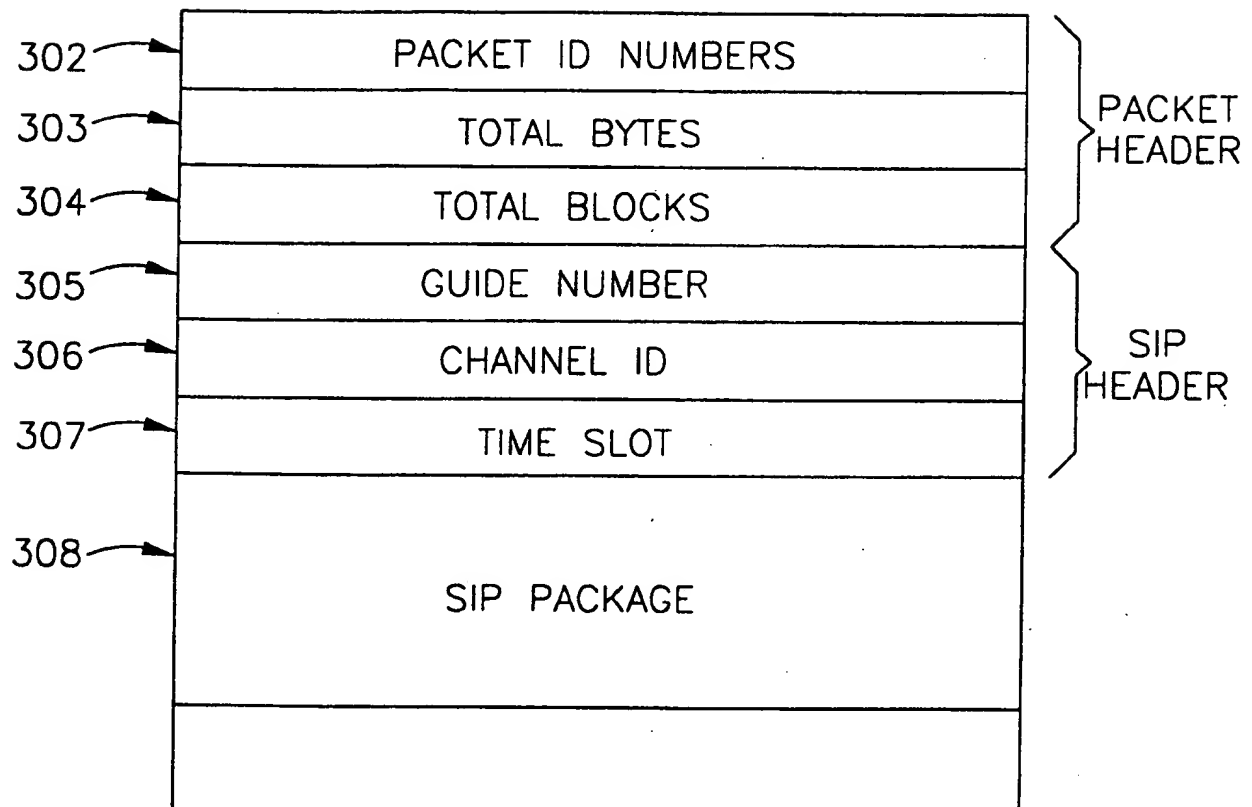 302 PACKET ID NUMBERS
303 TOTAL BYTES
PACKET
HEADER
304 TOTAL BLOCKS
305 GUIDE NUMBER
306 CHANNEL ID
SIP
HEADER
307 TIME SLOT
308 SIP PACKAGE